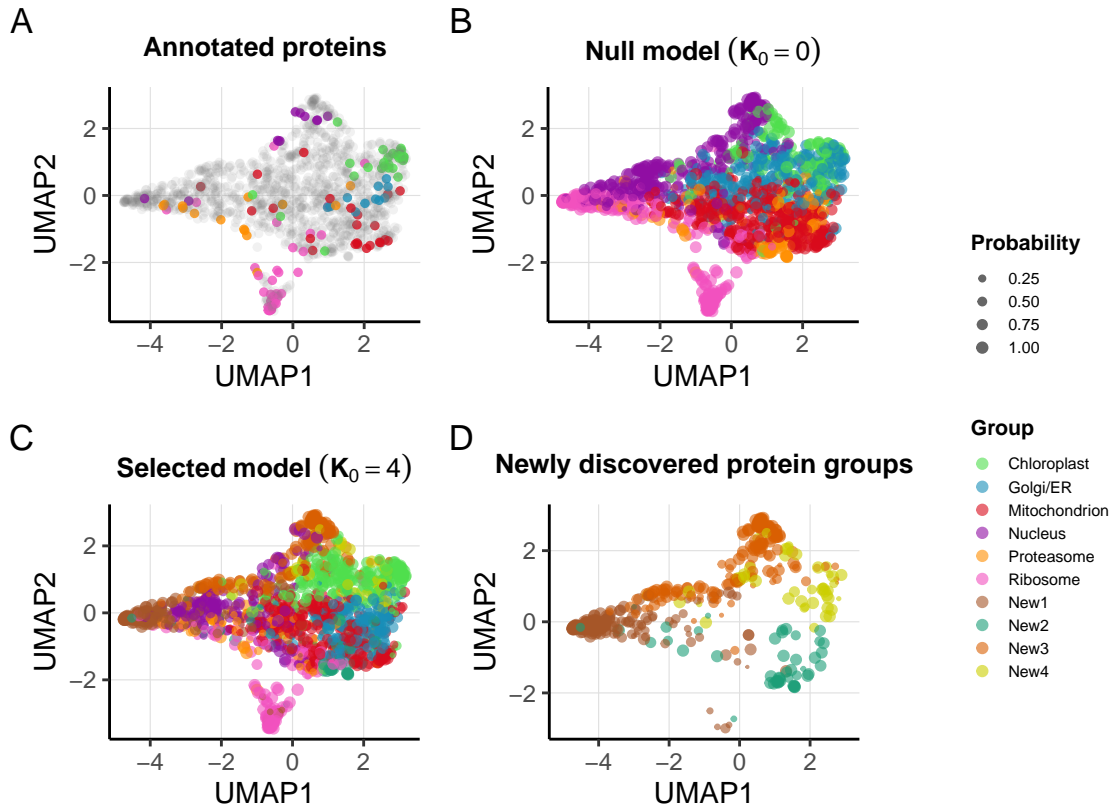 A
Annotated proteins
2
0
−2
−4
−2
0
2
UMAP1
UMAP2
B
Null model (K₀ = 0)
2
0
−2
−4
−2
0
2
UMAP1
UMAP2
Probability
0.25
0.50
0.75
1.00
C
Selected model (K₀ = 4)
2
0
−2
−4
−2
0
2
UMAP1
UMAP2
D
Newly discovered protein groups
2
0
−2
−4
−2
0
2
UMAP1
UMAP2
Group
Chloroplast
Golgi/ER
Mitochondrion
Nucleus
Proteasome
Ribosome
New1
New2
New3
New4